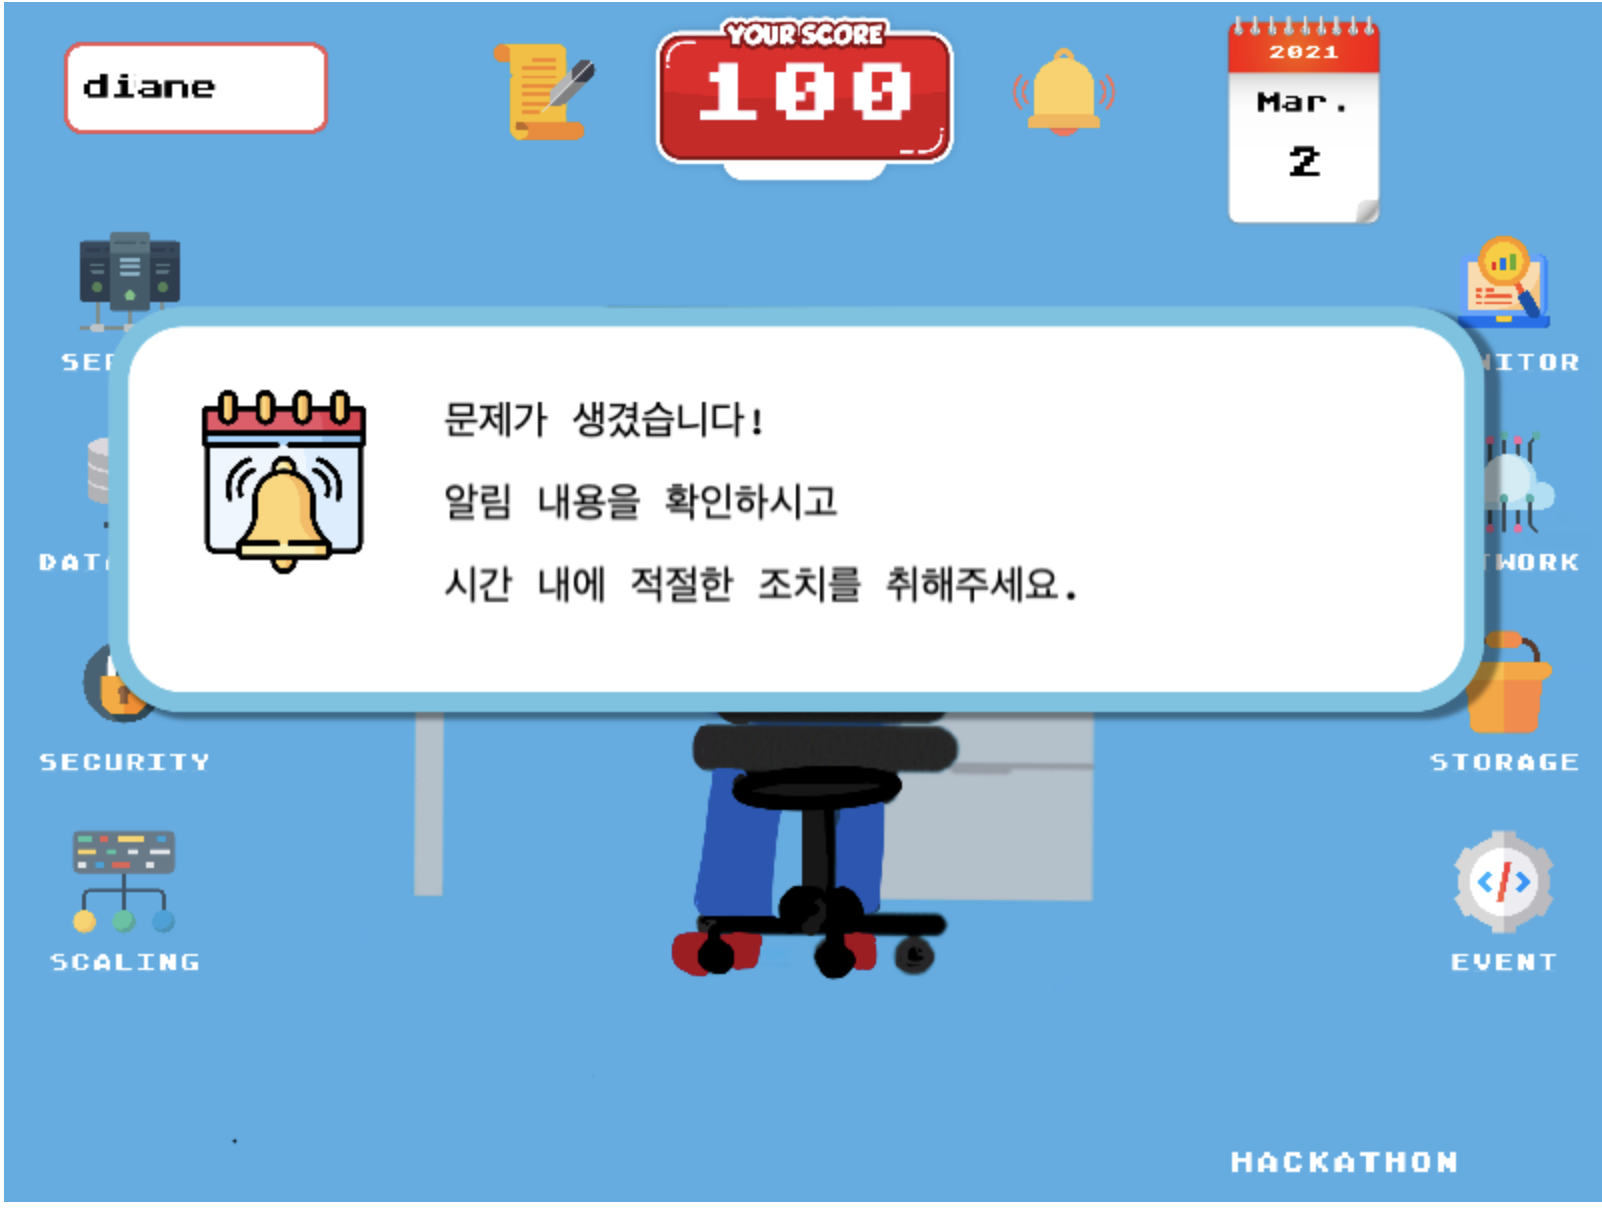 diane
YOUR SCORE
100
2021
Mar.
2
문제가 생겼습니다!
알림 내용을 확인하시고
시간 내에 적절한 조치를 취해주세요.
SECURITY
STORAGE
SCALING
EVENT
HACKATHON